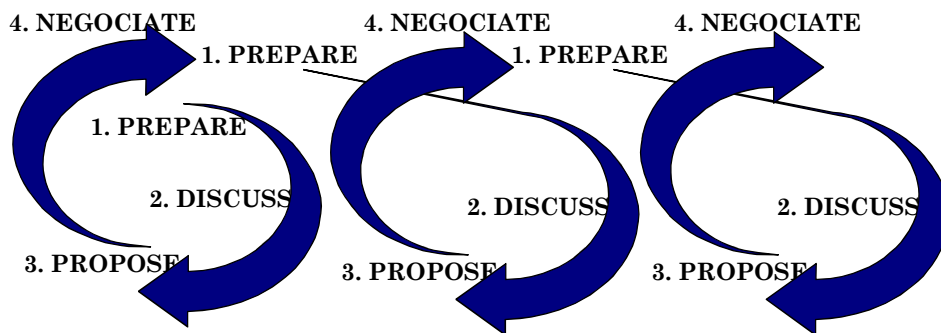 4. NEGOCIATE
4. NEGOCIATE
4. NEGOCIATE
1. PREPARE
1. PREPARE
1. PREPARE
1. PREPARE
2. DISCUSS
2. DISCUSS
2. DISCUSS
3. PROPOSE
3. PROPOSE
3. PROPOSE